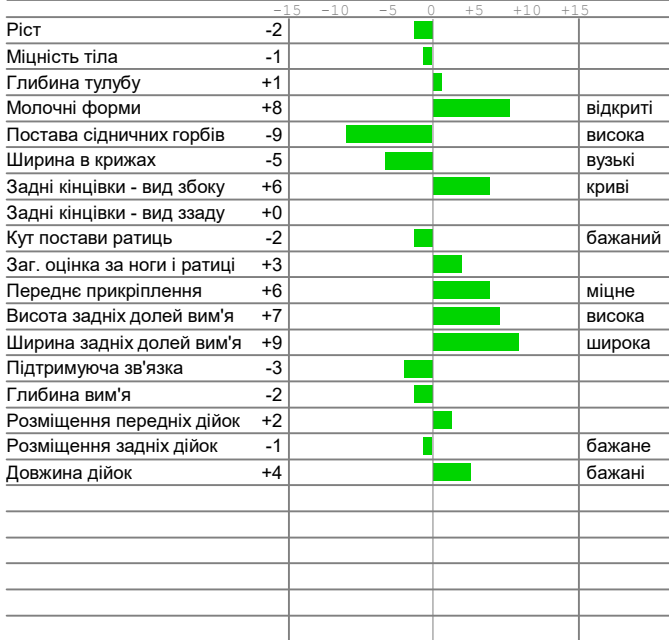 -15 -10 -5 0 +5 +10 +15
Ріст -2
Міцність тіла -1
Глибина тулубу +1
Молочні форми +8 відкриті
Постава сідничних горбів -9 висока
Ширина в крижах -5 вузькі
Задні кінцівки - вид збоку +6 криві
Задні кінцівки - вид ззаду +0
Кут постави ратиць -2 бажаний
Заг. оцінка за ноги і ратиці +3
Переднє прикріплення +6 міцне
Висота задніх долей вим'я +7 висока
Ширина задніх долей вим'я +9 широка
Підтримуюча зв'язка -3
Глибина вим'я -2
Розміщення передніх дійок +2
Розміщення задніх дійок -1 бажане
Довжина дійок +4 бажані